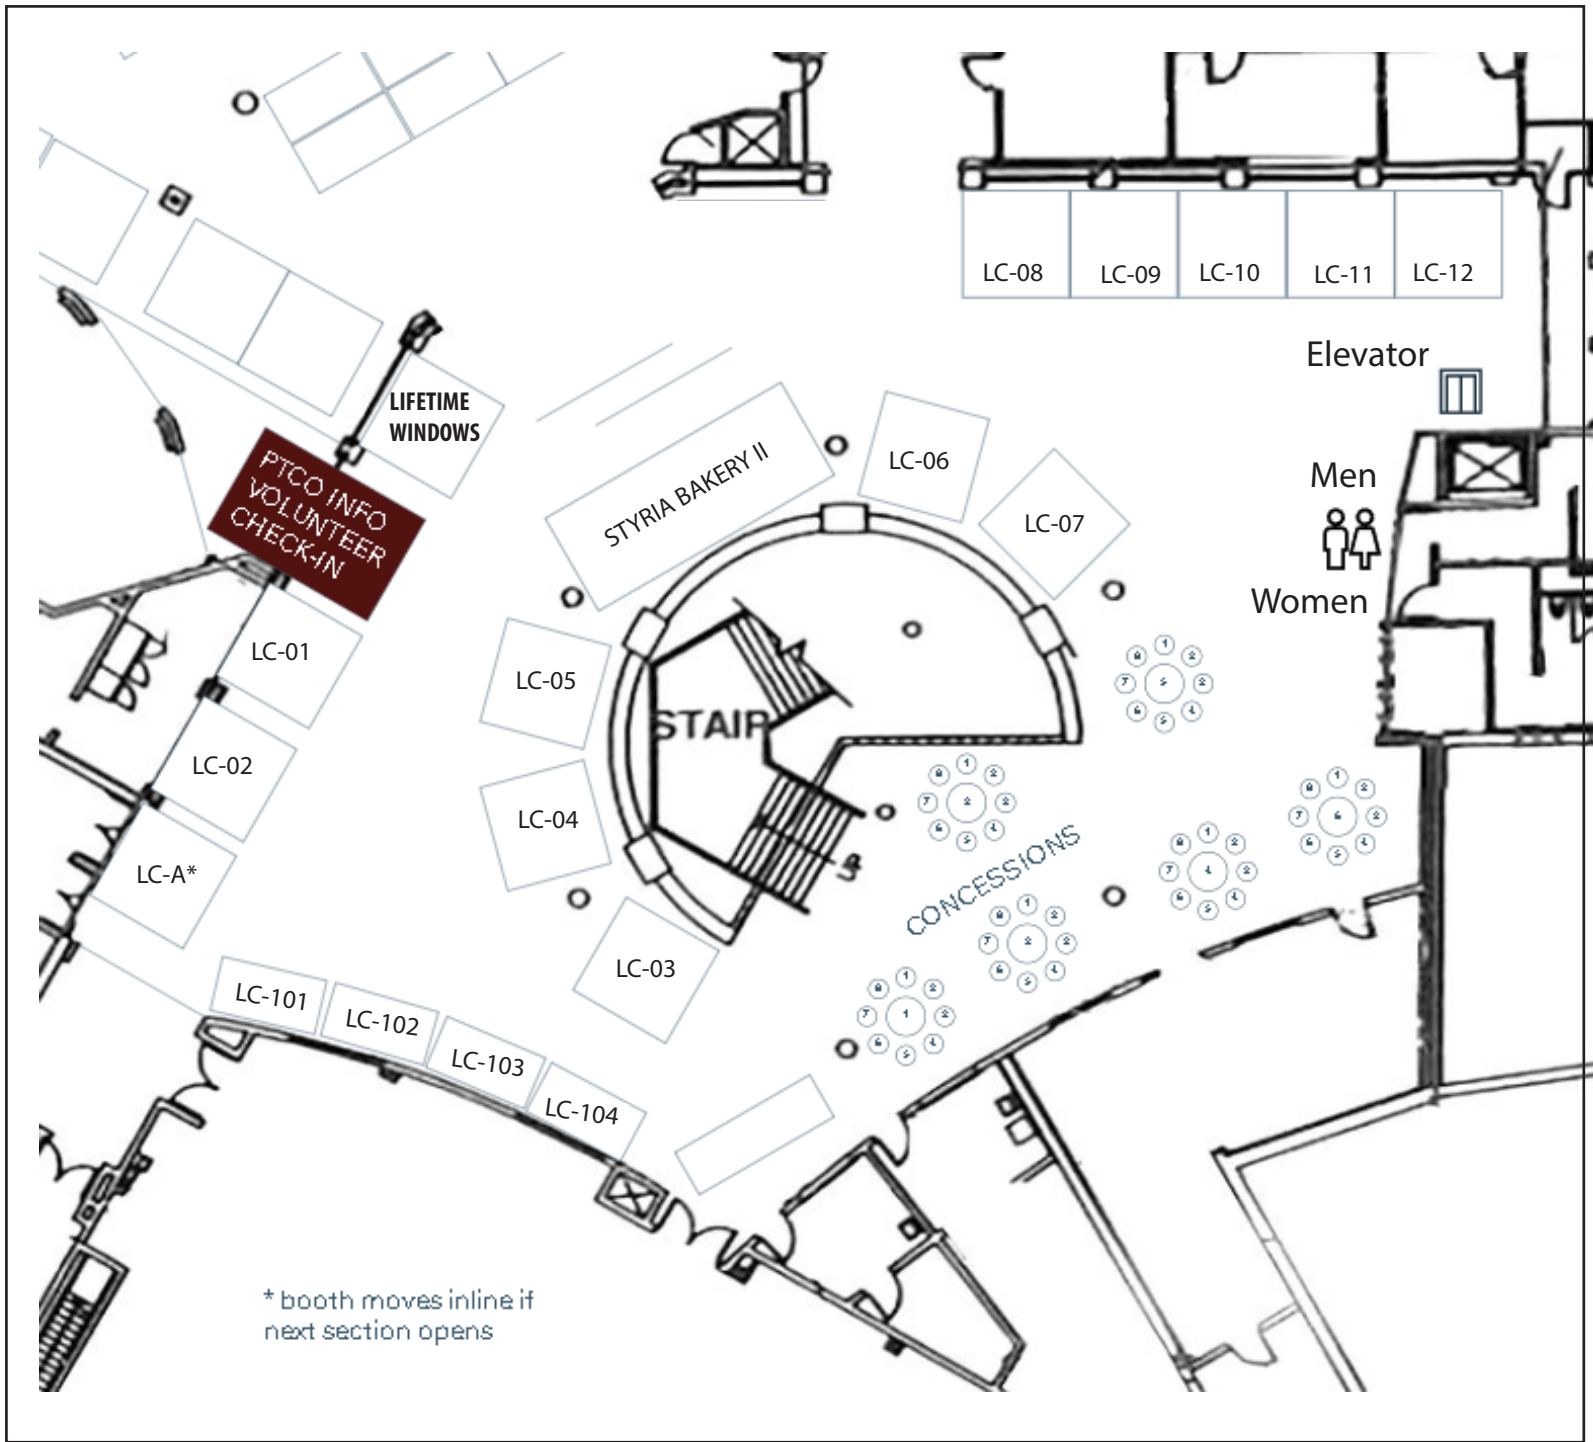 LC-08
LC-09
LC-10
LC-11
LC-12
Elevator
LIFETIME
WINDOWS
PTCO INFO
VOLUNTEER
CHECK-IN
STYRIA BAKERY II
LC-06
LC-07
Men
Women
LC-01
LC-05
STAIR
LC-02
LC-04
UP
LC-A*
CONCESSIONS
LC-03
LC-101
LC-102
LC-103
LC-104
* booth moves inline if
next section opens